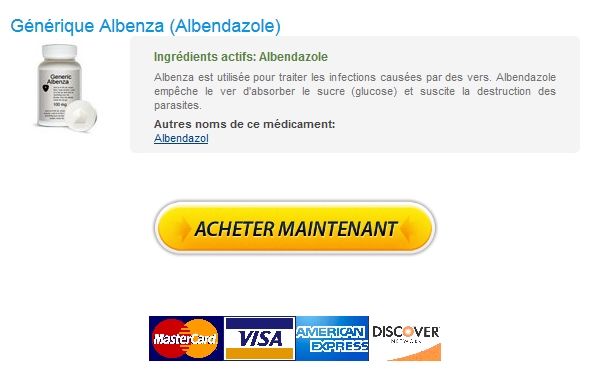 Générique Albenza (Albendazole)
Generic
Albenza
100 mg
Ingrédients actifs: Albendazole
Albenza est utilisée pour traiter les infections causées par des vers. Albendazole
empêche le ver d'absorber le sucre (glucose) et suscite la destruction des
parasites.
Autres noms de ce médicament:
Albendazol
ACHETER MAINTENANT
MasterCard
VISA
AMERICAN
EXPRESS
DISCOVER
NETWORK